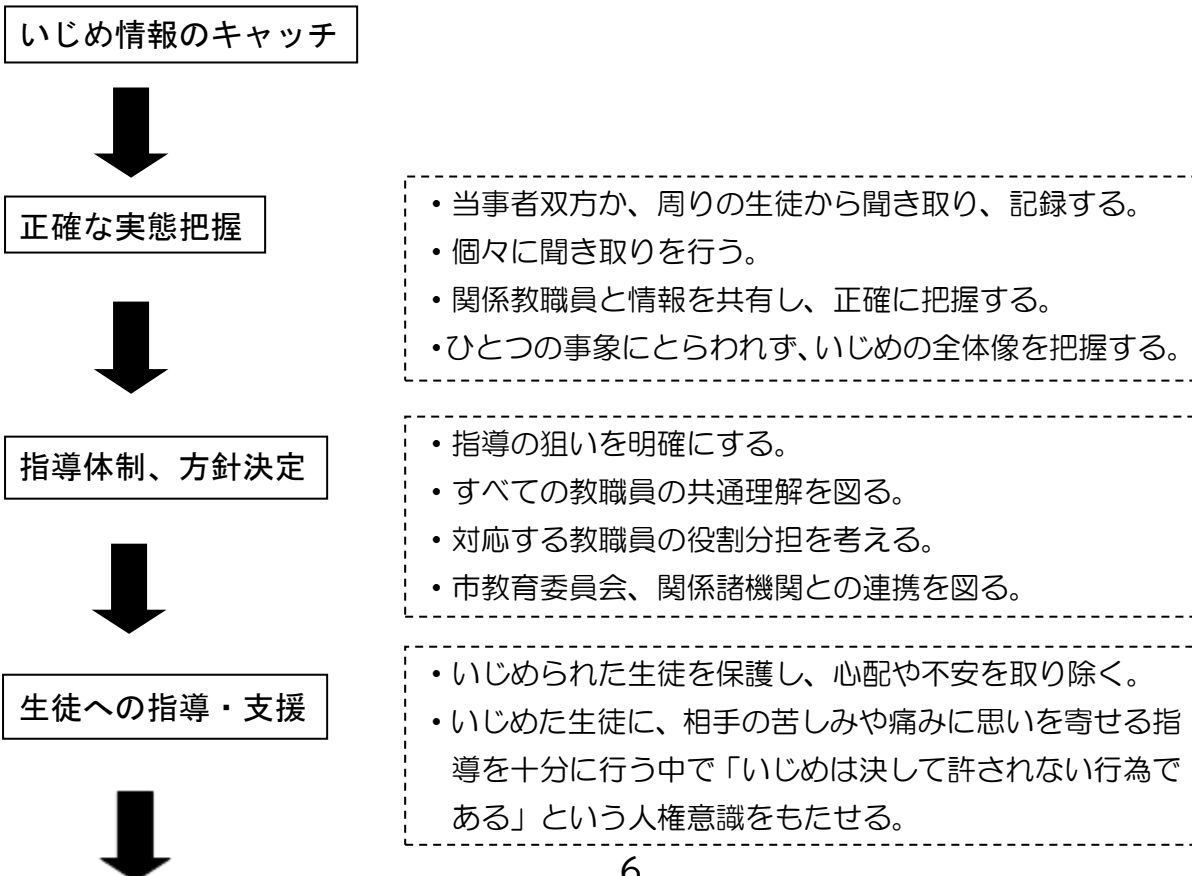 いじめ情報のキャッチ
正確な実態把握
・当事者双方か、周りの生徒から聞き取り、記録する。
・個々に聞き取りを行う。
・関係教職員と情報を共有し、正確に把握する。
・ひとつの事象にとらわれず、いじめの全体像を把握する。
指導体制、方針決定
・指導の狙いを明確にする。
・すべての教職員の共通理解を図る。
・対応する教職員の役割分担を考える。
・市教育委員会、関係諸機関との連携を図る。
生徒への指導・支援
・いじめられた生徒を保護し、心配や不安を取り除く。
・いじめた生徒に、相手の苦しみや痛みに思いを寄せる指
導を十分に行う中で「いじめは決して許されない行為で
ある」という人権意識をもたせる。
6